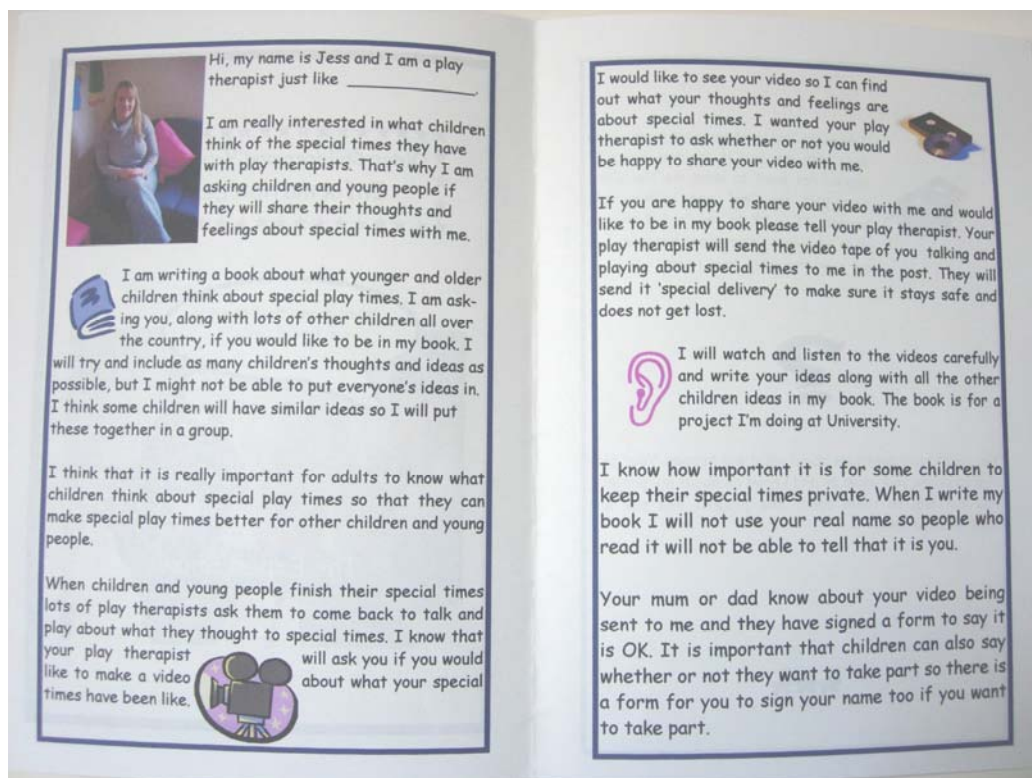 Hi, my name is Jess and I am a play
therapist just like ________________.
I am really interested in what children
think of the special times they have
with play therapists. That's why I am
asking children and young people if
they will share their thoughts and
feelings about special times with me.
I am writing a book about what younger and older
children think about special play times. I am ask-
ing you, along with lots of other children all over
the country, if you would like to be in my book. I
will try and include as many children's thoughts and ideas as
possible, but I might not be able to put everyone's ideas in.
I think some children will have similar ideas so I will put
these together in a group.
I think that it is really important for adults to know what
children think about special play times so that they can
make special play times better for other children and young
people.
When children and young people finish their special times
lots of play therapists ask them to come back to talk and
play about what they thought to special times. I know that
your play therapist will ask you if you would
like to make a video about what your special
times have been like.
I would like to see your video so I can find
out what your thoughts and feelings are
about special times. I wanted your play
therapist to ask whether or not you would
be happy to share your video with me.
If you are happy to share your video with me and would
like to be in my book please tell your play therapist. Your
play therapist will send the video tape of you talking and
playing about special times to me in the post. They will
send it 'special delivery' to make sure it stays safe and
does not get lost.
I will watch and listen to the videos carefully
and write your ideas along with all the other
children ideas in my book. The book is for a
project I'm doing at University.
I know how important it is for some children to
keep their special times private. When I write my
book I will not use your real name so people who
read it will not be able to tell that it is you.
Your mum or dad know about your video being
sent to me and they have signed a form to say it
is OK. It is important that children can also say
whether or not they want to take part so there is
a form for you to sign your name too if you want
to take part.